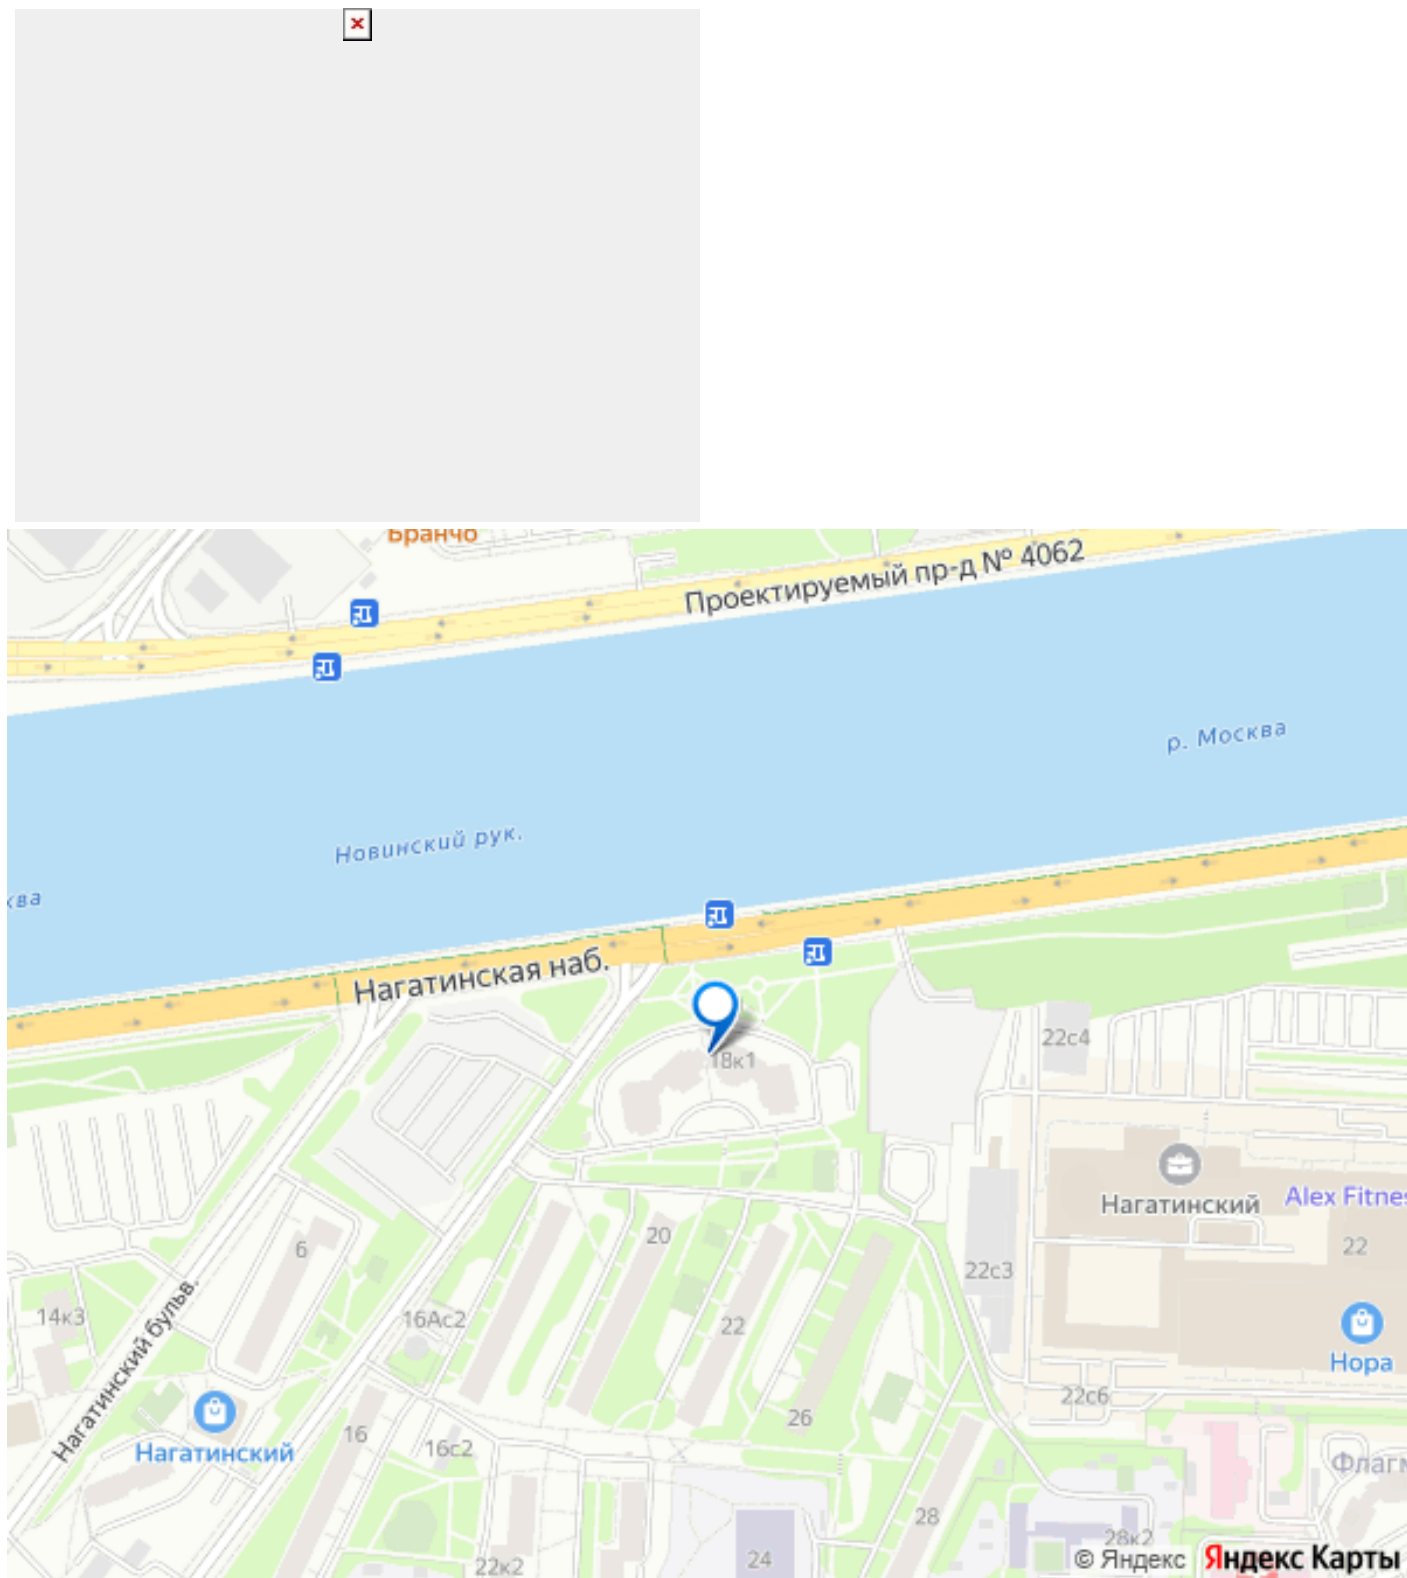 Бранчо
Проектируемый пр-д № 4062
р. Москва
Новинский рук.
ква
Нагатинская наб.
18к1
22с4
Нагатинский
Alex Fitnes
20
6
22
22с3
14к3
16Ас2
22
Нагатинский бульв.
Нора
22с6
26
16
16с2
Нагатинский
Флагм
28
28к2
24
22к2
© Яндекс Яндекс Карты